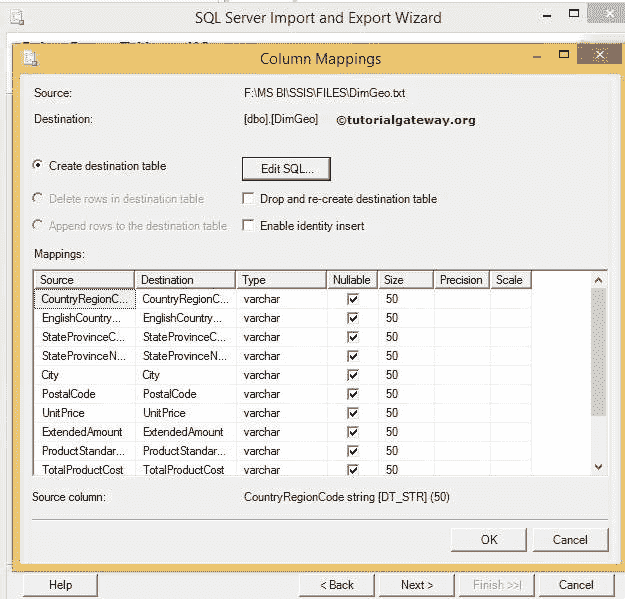 SQL Server Import and Export Wizard
Column Mappings
Source: F:\MS BI\SSIS\FILES\DimGeo.txt
Destination: [dbo].[DimGeo] ©tutorialgateway.org
Create destination table Edit SQL...
Delete rows in destination table Drop and re-create destination table
Append rows to the destination table Enable identity insert
Mappings:
Source Destination Type Nullable Size Precision Scale
CountryRegionC... CountryRegionC... varchar 50
EnglishCountry... EnglishCountry... varchar 50
StateProvinceC... StateProvinceC... varchar 50
StateProvinceN... StateProvinceN... varchar 50
City City varchar 50
PostalCode PostalCode varchar 50
UnitPrice UnitPrice varchar 50
ExtendedAmount ExtendedAmount varchar 50
ProductStandar... ProductStandar... varchar 50
TotalProductCost TotalProductCost varchar 50
Source column: CountryRegionCode string [DT_STR] (50)
OK Cancel
Help < Back Next > Finish >>| Cancel